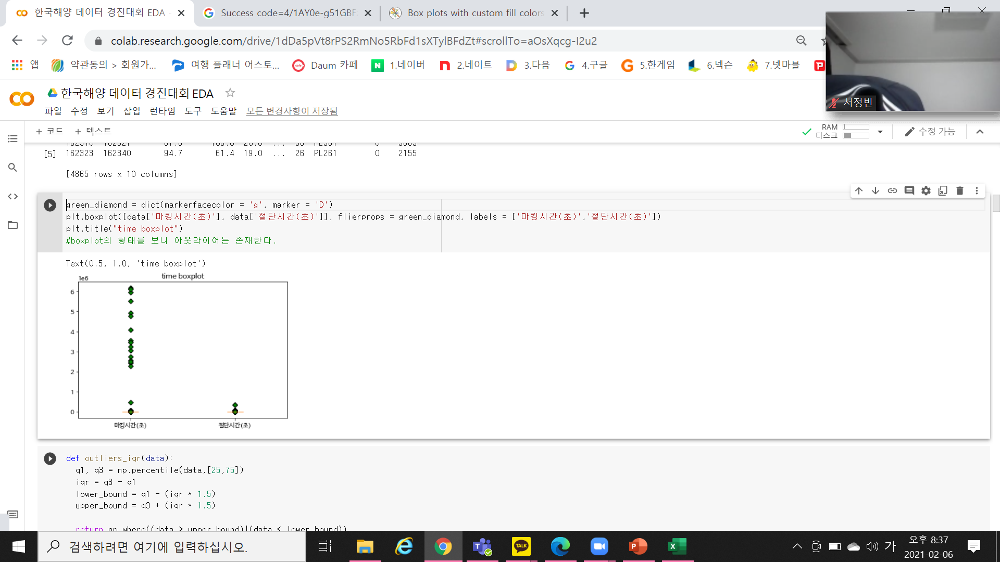 한국해양 데이터 경진대회 EDA
Success code=4/1AY0e-g51GBF
Box plots with custom fill colors
colab.research.google.com/drive/1dDa5pVt8rPS2RmNo5RbFd1sXTylBFdZt#scrollTo=aOsXqcg-I2u2
앱 약관동의 > 회원가... 여행 플래너 어스토... Daum 카페 1.네이버 2.네이트 3.다음 4.구글 5.한게임 6.넥슨 7.넷마블
서정빈
한국해양 데이터 경진대회 EDA
파일 수정 보기 삽입 런타임 도구 도움말 모든 변경사항이 저장됨
+ 코드 + 텍스트
RAM
디스크
수정 가능
[5] 162323 162340 94.7 61.4 19.0 ... 26 PL261 0 2155
[4865 rows x 10 columns]
green_diamond = dict(markerfacecolor = 'g', marker = 'D')
plt.boxplot([data['마킹시간(초)'], data['절단시간(초)']], flierprops = green_diamond, labels = ['마킹시간(초)','절단시간(초)'])
plt.title("time boxplot")
#boxplot의 형태를 보니 아웃라이어는 존재한다.
Text(0.5, 1.0, 'time boxplot')
time boxplot
1e6
6
5
4
3
2
1
0
마킹시간(초) 절단시간(초)
def outliers_iqr(data):
q1, q3 = np.percentile(data,[25,75])
iqr = q3 - q1
lower_bound = q1 - (iqr * 1.5)
upper_bound = q3 + (iqr * 1.5)
return np.where((data > upper_bound)|(data < lower_bound))
검색하려면 여기에 입력하십시오.
TALK
가
오후 8:37
2021-02-06